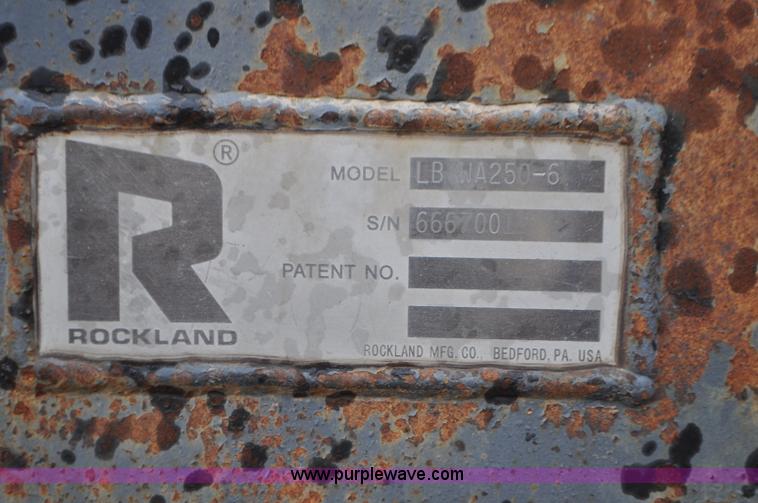 R ®
ROCKLAND
MODEL LB WA250-6
S/N 666700
PATENT NO.
ROCKLAND MFG. CO., BEDFORD, PA. USA
www.purplewave.com